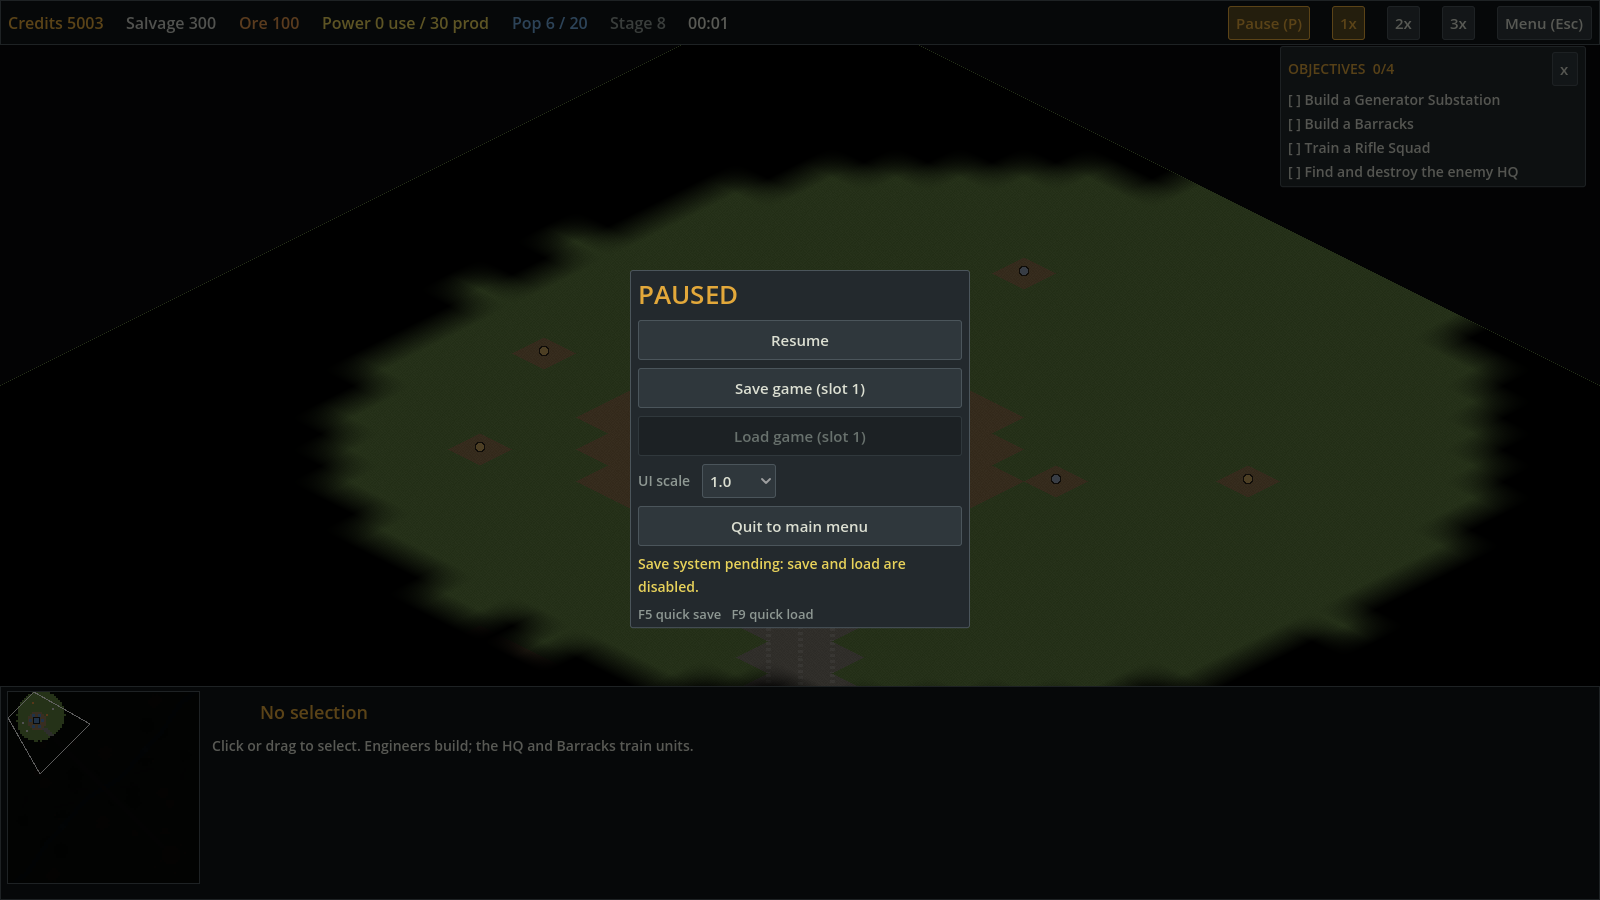 Credits 5003 Salvage 300 Ore 100 Power 0 use / 30 prod Pop 6 / 20 Stage 8 00:01 Pause (P) 1x 2x 3x Menu (Esc)
OBJECTIVES 0/4 x
[ ] Build a Generator Substation
[ ] Build a Barracks
[ ] Train a Rifle Squad
[ ] Find and destroy the enemy HQ
PAUSED
Resume
Save game (slot 1)
Load game (slot 1)
UI scale 1.0
Quit to main menu
Save system pending: save and load are
disabled.
F5 quick save F9 quick load
No selection
Click or drag to select. Engineers build; the HQ and Barracks train units.